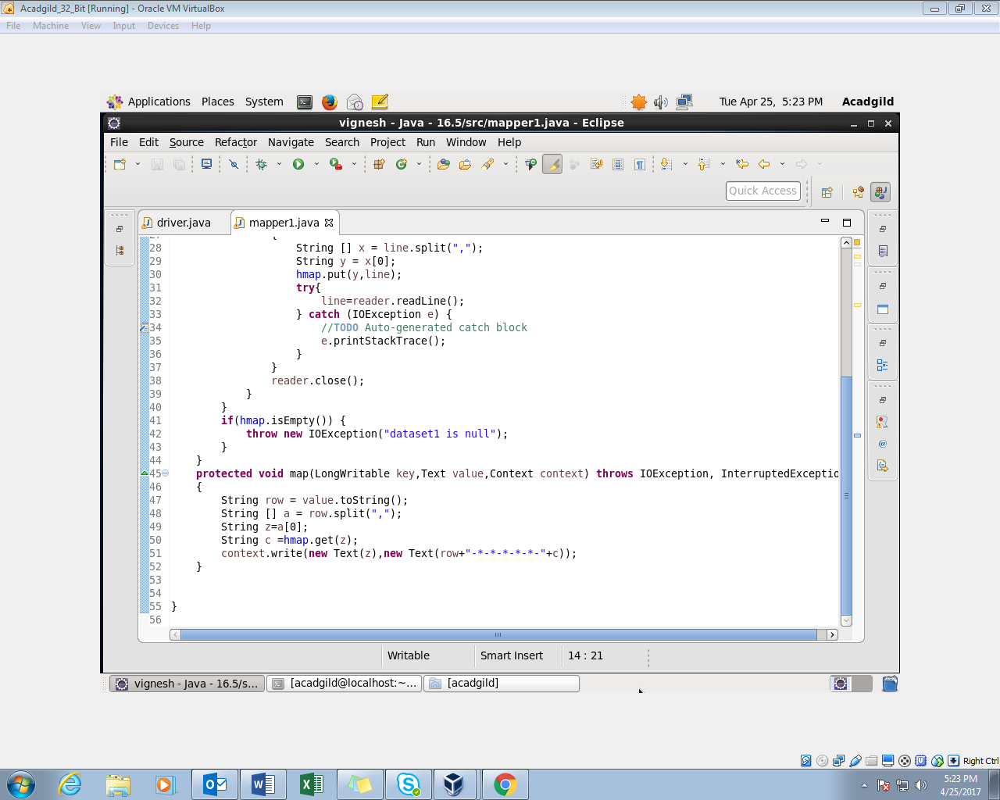 Acadgild_32_Bit [Running] - Oracle VM VirtualBox
File Machine View Input Devices Help
Applications Places System Tue Apr 25, 5:23 PM Acadgild
vignesh - Java - 16.5/src/mapper1.java - Eclipse
File Edit Source Refactor Navigate Search Project Run Window Help
Quick Access
driver.java mapper1.java
27 {
28 String [] x = line.split(",");
29 String y = x[0];
30 hmap.put(y,line);
31 try{
32 line=reader.readLine();
33 } catch (IOException e) {
34 //TODO Auto-generated catch block
35 e.printStackTrace();
36 }
37 }
38 reader.close();
39 }
40 }
41 if(hmap.isEmpty()) {
42 throw new IOException("dataset1 is null");
43 }
44 }
45 protected void map(LongWritable key,Text value,Context context) throws IOException, InterruptedExceptio
46 {
47 String row = value.toString();
48 String [] a = row.split(",");
49 String z=a[0];
50 String c =hmap.get(z);
51 context.write(new Text(z),new Text(row+"-*-*-*-*-*-"+c));
52 }
53
54
55 }
56
Writable Smart Insert 14 : 21
vignesh - Java - 16.5/s... [acadgild@localhost:~... [acadgild]
Right Ctrl
5:23 PM
4/25/2017